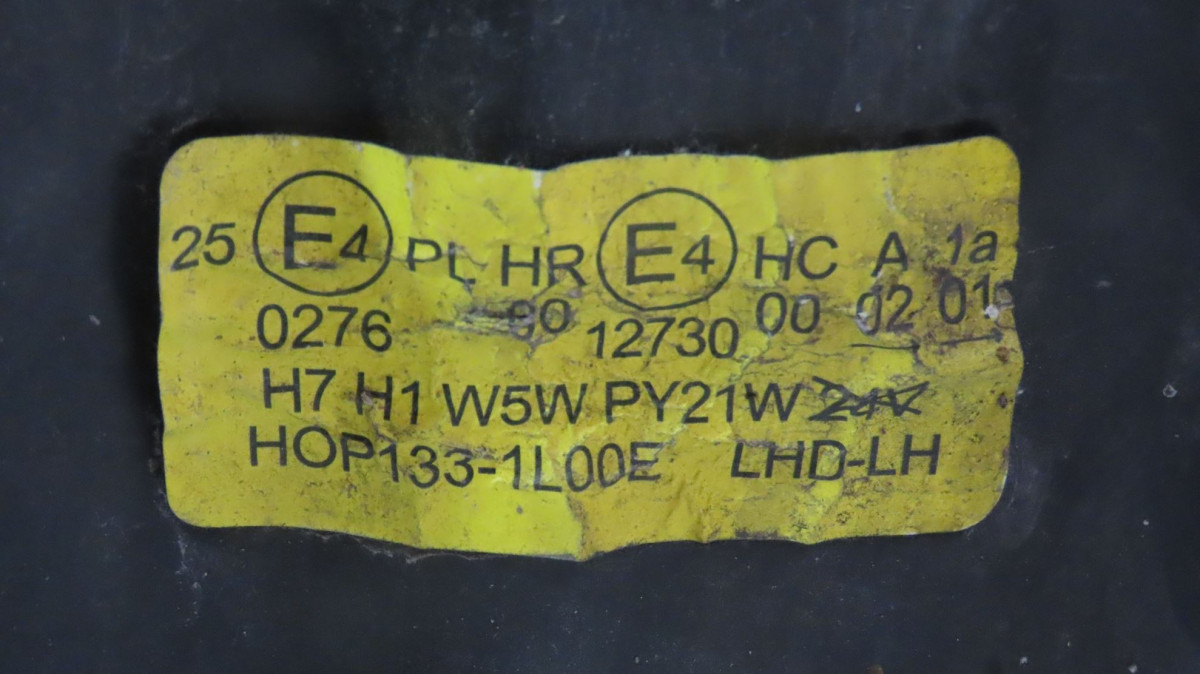 25 E4 PL HR E4 HC A 1a
0276 90 12730 00 02 01
H7 H1 W5W PY21W 24V
HOP133-1L00E LHD-LH